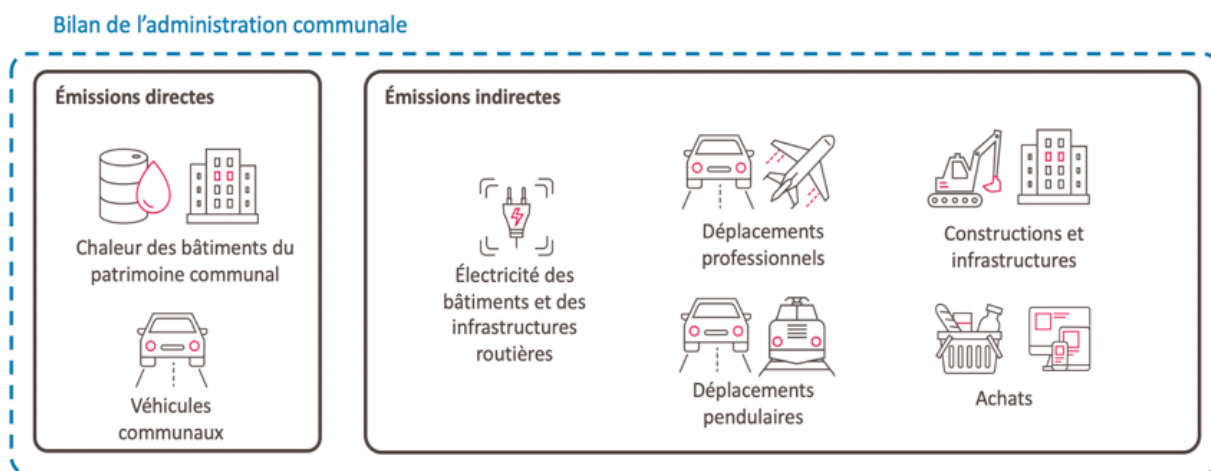 Bilan de l’administration communale
Émissions directes
Chaleur des bâtiments du
patrimoine communal
Véhicules
communaux
Émissions indirectes
Électricité des
bâtiments et des
infrastructures
routières
Déplacements
professionnels
Déplacements
pendulaires
Constructions et
infrastructures
Achats